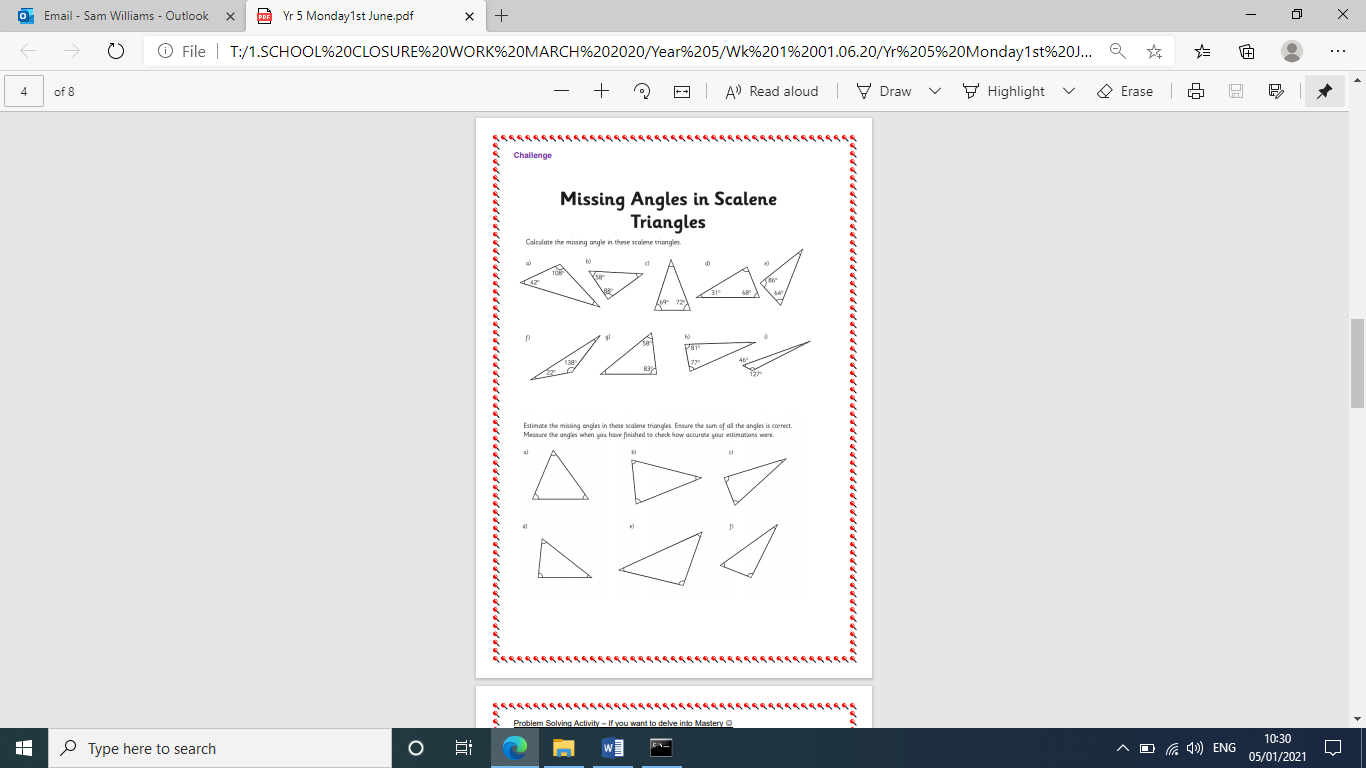 Email - Sam Williams - Outlook
Yr 5 Monday1st June.pdf
File
T:/1.SCHOOL%20CLOSURE%20WORK%20MARCH%202020/Year%205/Wk%201%2001.06.20/Yr%205%20Monday1st%20J...
4 of 8
Read aloud
Draw
Highlight
Erase
PDF
Challenge
Missing Angles in Scalene
Triangles
Calculate the missing angle in these scalene triangles.
a) b) c) d) e)
42° 108° 58° 88° 69° 72° 31° 68° 86° 64°
f) g) h) i)
22° 138° 58° 83° 81° 77° 46° 127°
Estimate the missing angles in these scalene triangles. Ensure the sum of all the angles is correct.
Measure the angles when you have finished to check how accurate your estimations were.
a) b) c)
d) e) f)
Problem Solving Activity – If you want to delve into Mastery ☺
Type here to search
ENG
10:30
05/01/2021